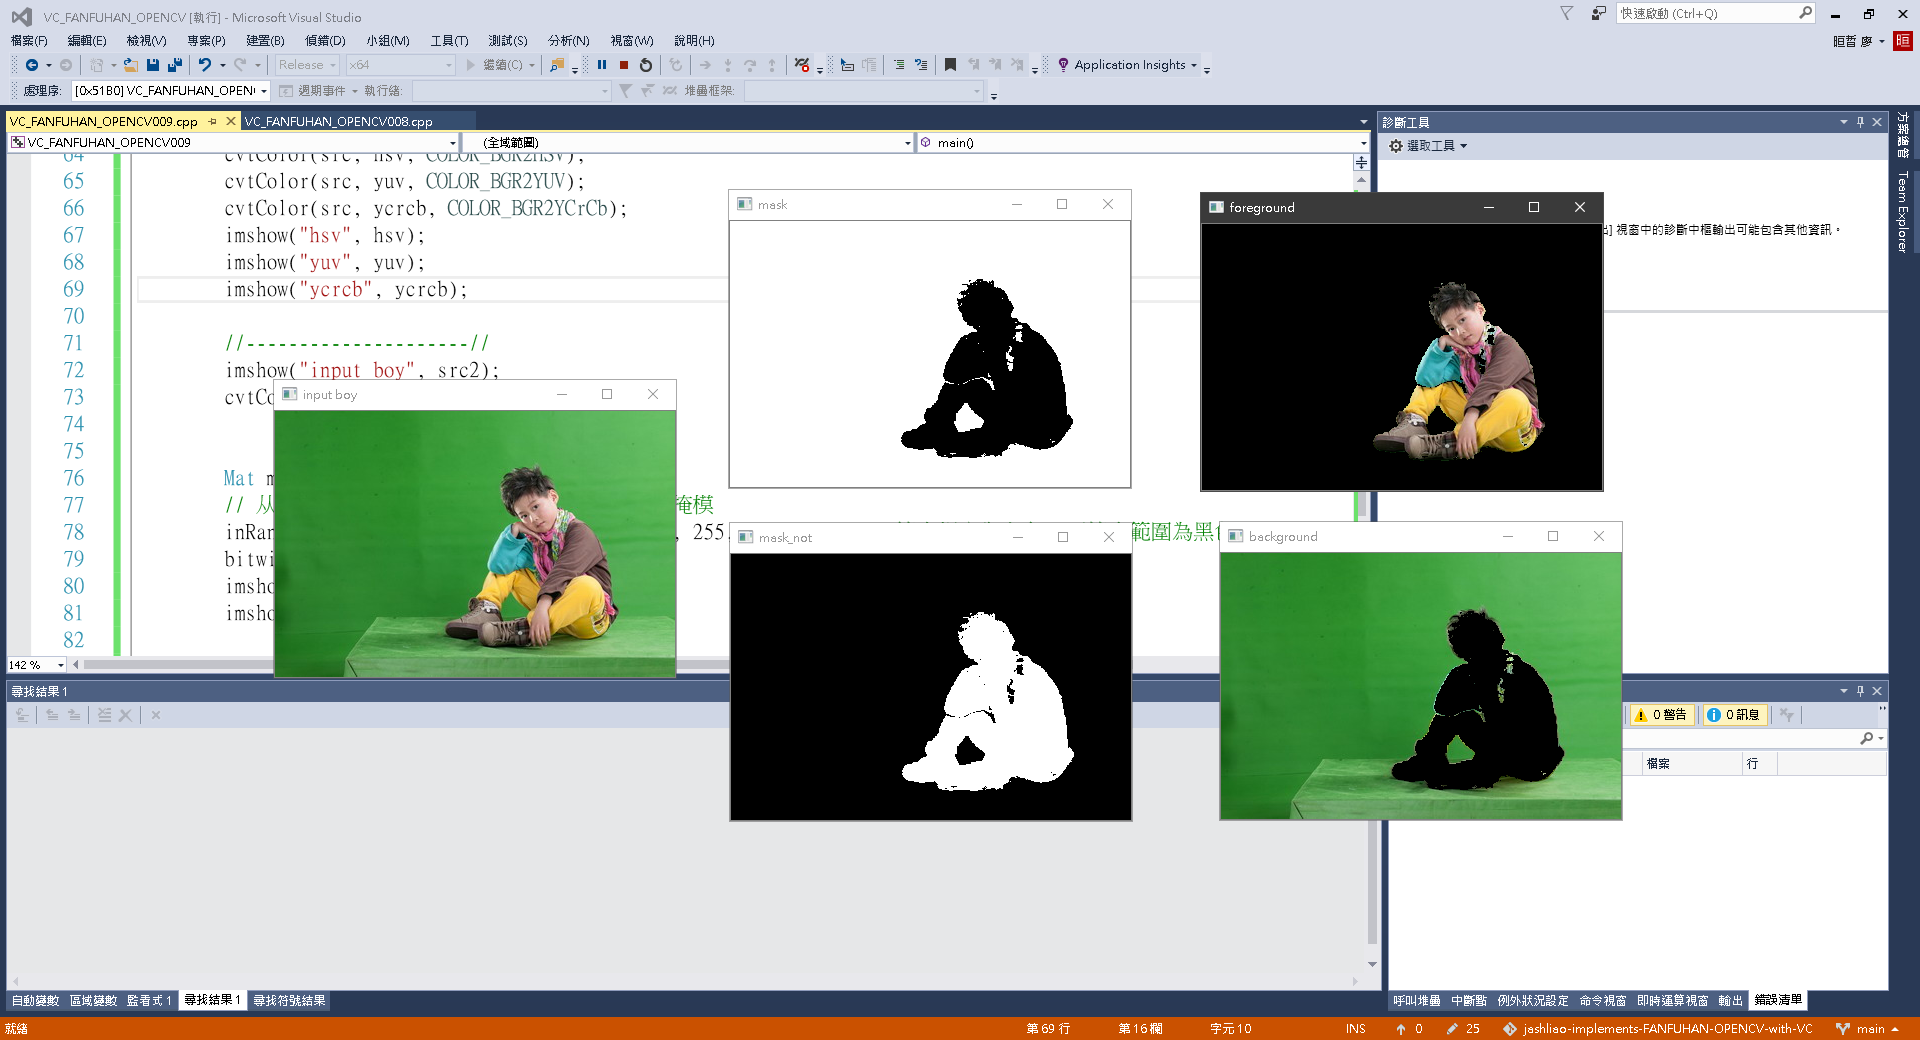 VC_FANFUHAN_OPENCV [執行] - Microsoft Visual Studio
快速啟動 (Ctrl+Q)
檔案(F) 編輯(E) 檢視(V) 專案(P) 建置(B) 偵錯(D) 小組(M) 工具(T) 測試(S) 分析(N) 視窗(W) 說明(H)
晅哲 廖
晅
Release x64 繼續(C) Application Insights
處理序: [0x51B0] VC_FANFUHAN_OPEN 週期事件 執行緒: 堆疊框架:
VC_FANFUHAN_OPENCV009.cpp VC_FANFUHAN_OPENCV008.cpp
VC_FANFUHAN_OPENCV009 (全域範圍) main()
64 cvtColor(src, hsv, COLOR_BGR2HSV);
65 cvtColor(src, yuv, COLOR_BGR2YUV);
66 cvtColor(src, ycrcb, COLOR_BGR2YCrCb);
67 imshow("hsv", hsv);
68 imshow("yuv", yuv);
69 imshow("ycrcb", ycrcb);
70
71 //---------------------//
72 imshow("input boy", src2);
73 cvtCo
74
75
76 Mat m
77 // 从 掩模
78 inRan , 255, 範圍為黑
79 bitwi
80 imsho
81 imsho
82
142 %
input boy
mask
foreground
mask_not
background
診斷工具
選取工具
] 視窗中的診斷中樞輸出可能包含其他資訊。
方案總管
Team Explorer
尋找結果 1
0 警告 0 訊息
檔案 行
自動變數 區域變數 監看式 1 尋找結果 1 尋找符號結果
呼叫堆疊 中斷點 例外狀況設定 命令視窗 即時運算視窗 輸出 錯誤清單
就緒 第 69 行 第 16 欄 字元 10 INS 0 25 jashliao-implements-FANFUHAN-OPENCV-with-VC main